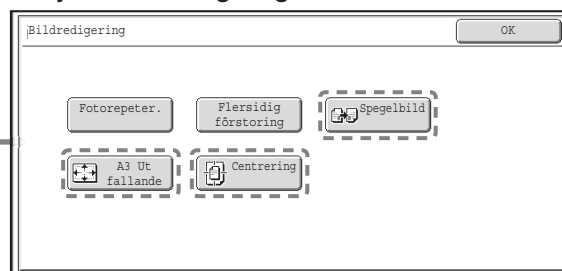 Bildredigering
OK
Fotorepeter.
Flersidig
förstoring
Spegelbild
A3 Ut
fallande
Centrering